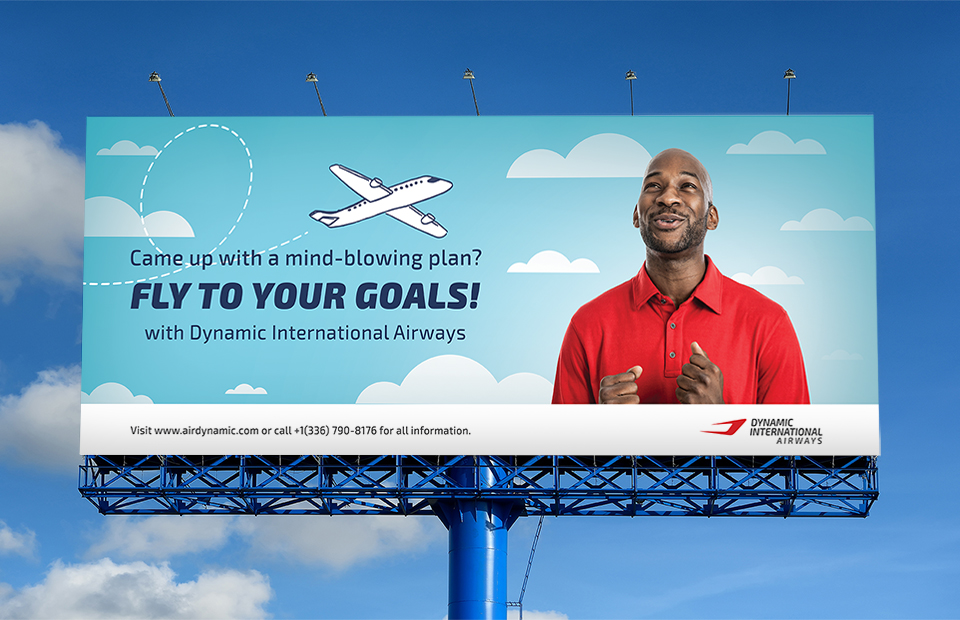 Came up with a mind-blowing plan?
FLY TO YOUR GOALS!
with Dynamic International Airways
Visit www.airdynamic.com or call +1(336) 790-8176 for all information.
DYNAMIC
INTERNATIONAL
AIRWAYS